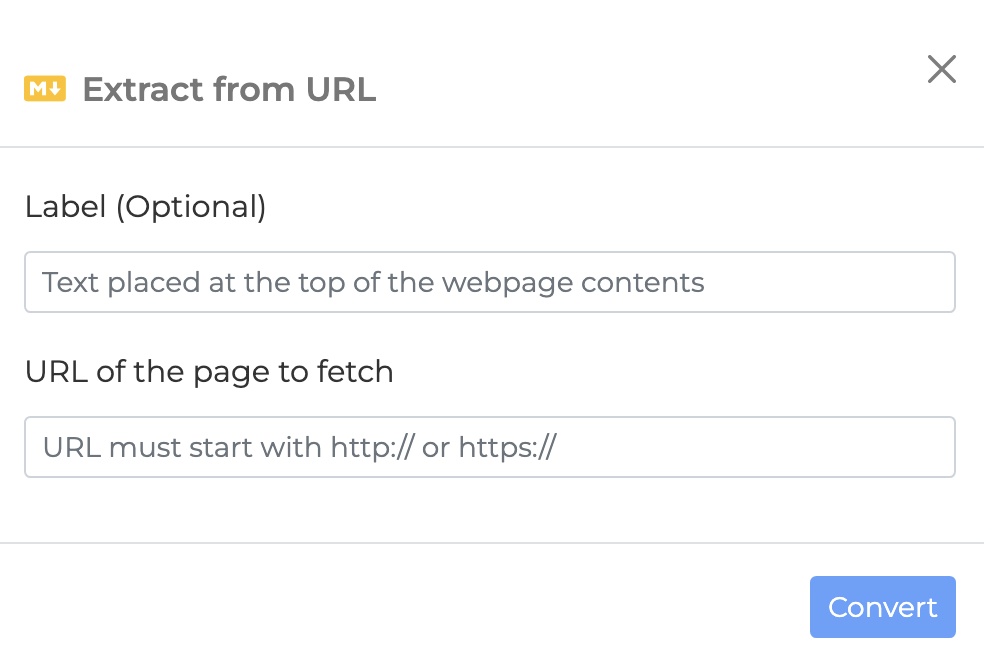 M Extract from URL
Label (Optional)
Text placed at the top of the webpage contents
URL of the page to fetch
URL must start with http:// or https://
Convert